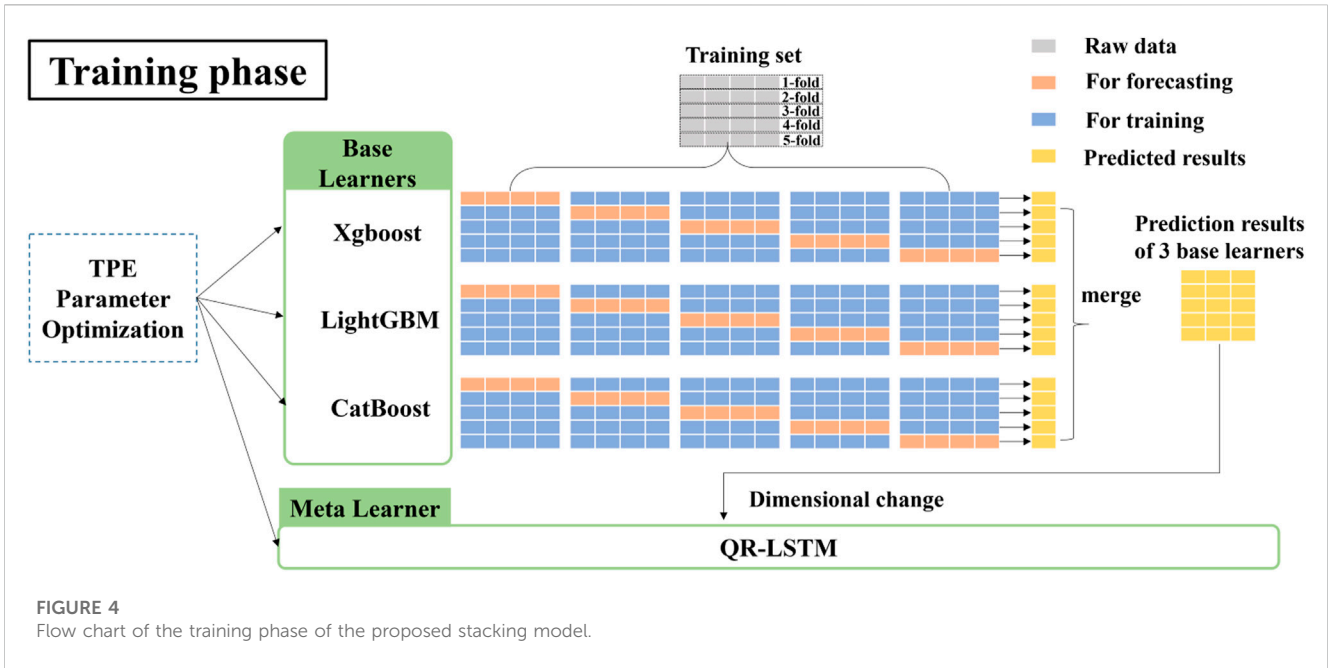 Training phase
Training set
1-fold
2-fold
3-fold
4-fold
5-fold
Raw data
For forecasting
For training
Predicted results
Base
Learners
Xgboost
LightGBM
CatBoost
TPE
Parameter
Optimization
merge
Prediction results
of 3 base learners
Dimensional change
Meta Learner
QR-LSTM
FIGURE 4
Flow chart of the training phase of the proposed stacking model.